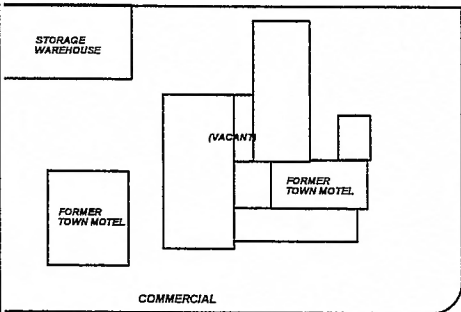 STORAGE
WAREHOUSE
(VACANT)
FORMER
TOWN MOTEL
FORMER
TOWN MOTEL
COMMERCIAL